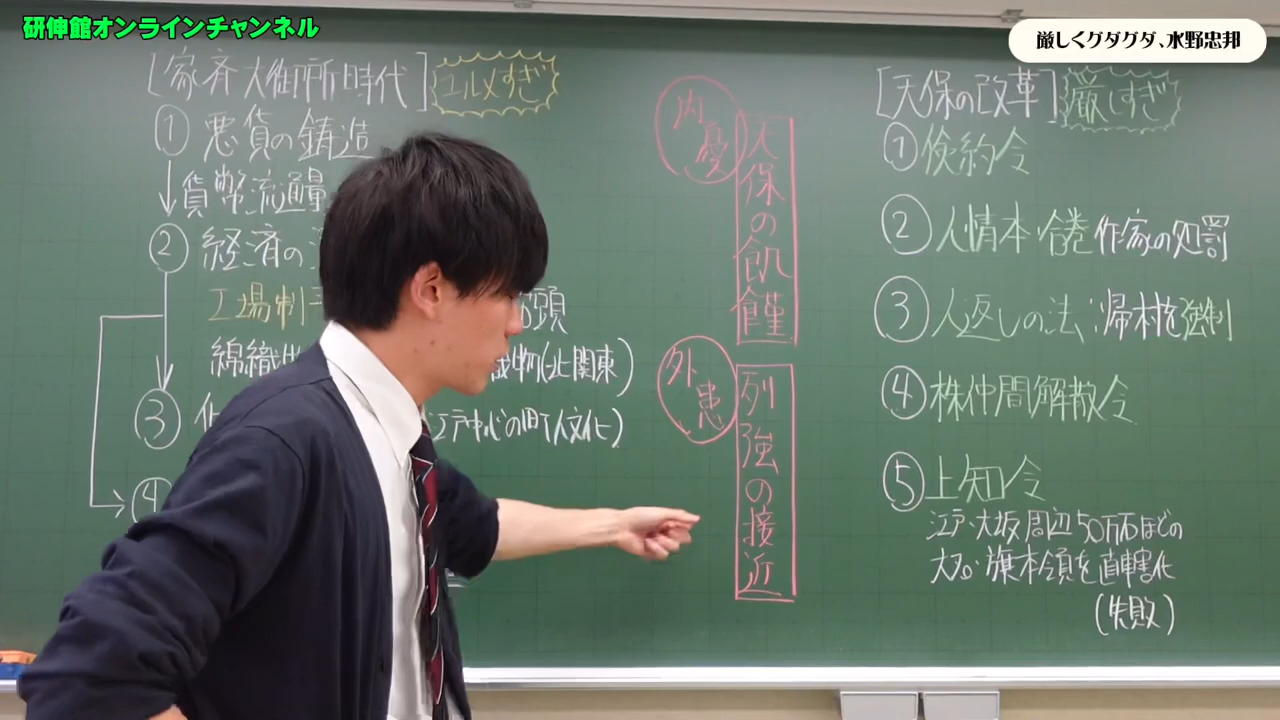 研伸館オンラインチャンネル
厳しくグダグダ、水野忠邦
[家斉大御所時代]
ユルメすぎ
① 悪貨の鋳造
貨幣流通量
② 経済の
工場制手
頭
綿織
織物(北関東)
③ 化
江戸中心の町人文化)
④
内憂
天保の飢饉
外患
列強の接近
[天保の改革]
厳しすぎ
① 倹約令
② 人情本・合巻作家の処罰
③ 人返しの法:帰村を強制
④ 株仲間解散令
⑤ 上知令
江戸・大坂周辺50万石ほどの
大名・旗本領を直轄化
(失敗)